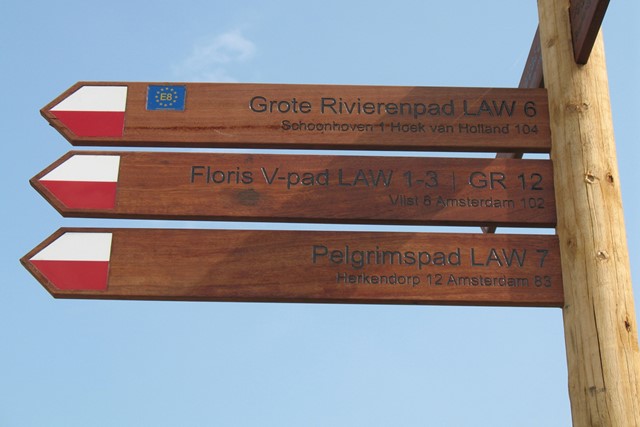 E8
Grote Rivierenpad LAW 6
Schoonhoven 1 Hoek van Holland 104
Floris V-pad LAW 1-3 | GR 12
Vlist 6 Amsterdam 102
Pelgrimspad LAW 7
Herkendorp 12 Amsterdam 83